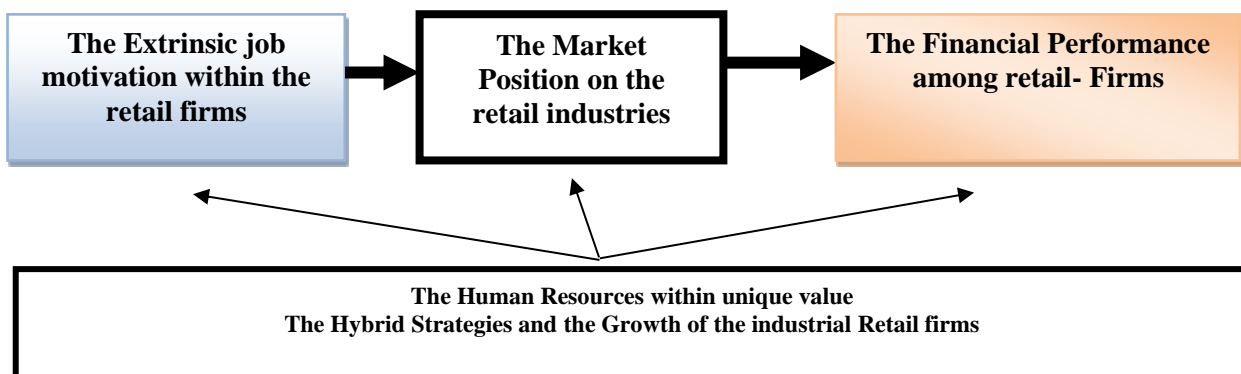 The Extrinsic job
motivation within the
retail firms
The Market
Position on the
retail industries
The Financial Performance
among retail- Firms
The Human Resources within unique value
The Hybrid Strategies and the Growth of the industrial Retail firms